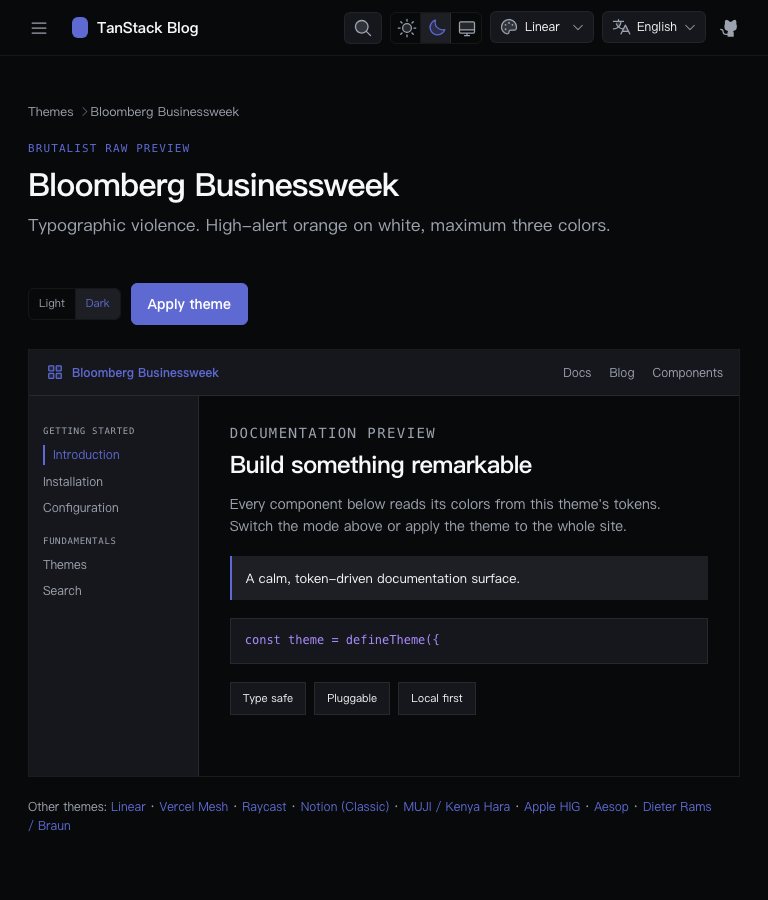 TanStack Blog
Linear
English
Themes
Bloomberg Businessweek
BRUTALIST RAW PREVIEW
Bloomberg Businessweek
Typographic violence. High-alert orange on white, maximum three colors.
Light
Dark
Apply theme
Bloomberg Businessweek
Docs
Blog
Components
GETTING STARTED
Introduction
Installation
Configuration
FUNDAMENTALS
Themes
Search
DOCUMENTATION PREVIEW
Build something remarkable
Every component below reads its colors from this theme's tokens.
Switch the mode above or apply the theme to the whole site.
A calm, token-driven documentation surface.
const theme = defineTheme({
Type safe
Pluggable
Local first
Other themes: Linear · Vercel Mesh · Raycast · Notion (Classic) · MUJI / Kenya Hara · Apple HIG · Aesop · Dieter Rams
/ Braun